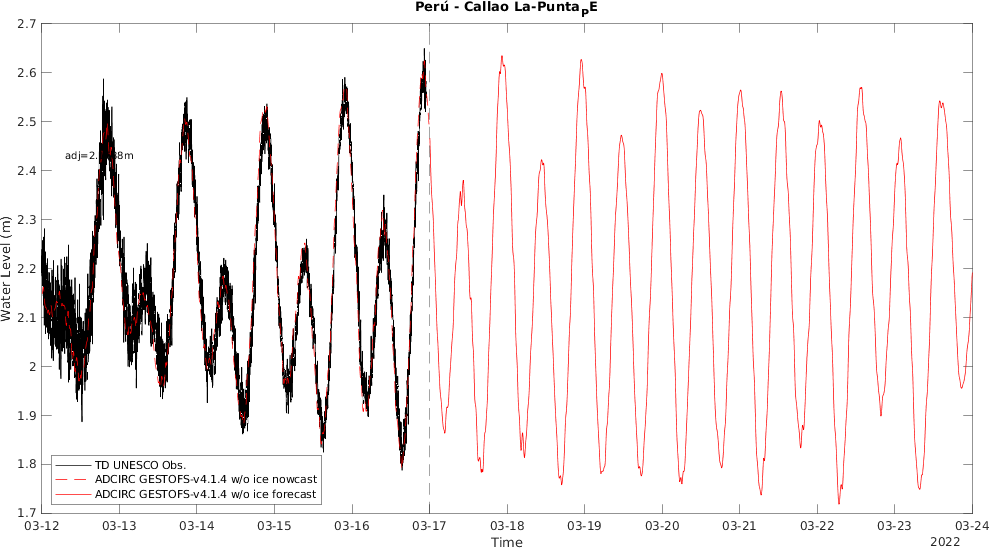 Perú - Callao La-Punta_PE
2.7
2.6
2.5
2.4
2.3
2.2
2.1
2
1.9
1.8
1.7
Water Level (m)
TD UNESCO Obs.
ADCIRC GESTOFS-v4.1.4 w/o ice nowcast
ADCIRC GESTOFS-v4.1.4 w/o ice forecast
03-12 03-13 03-14 03-15 03-16 03-17 03-18 03-19 03-20 03-21 03-22 03-23 03-24
Time
2022